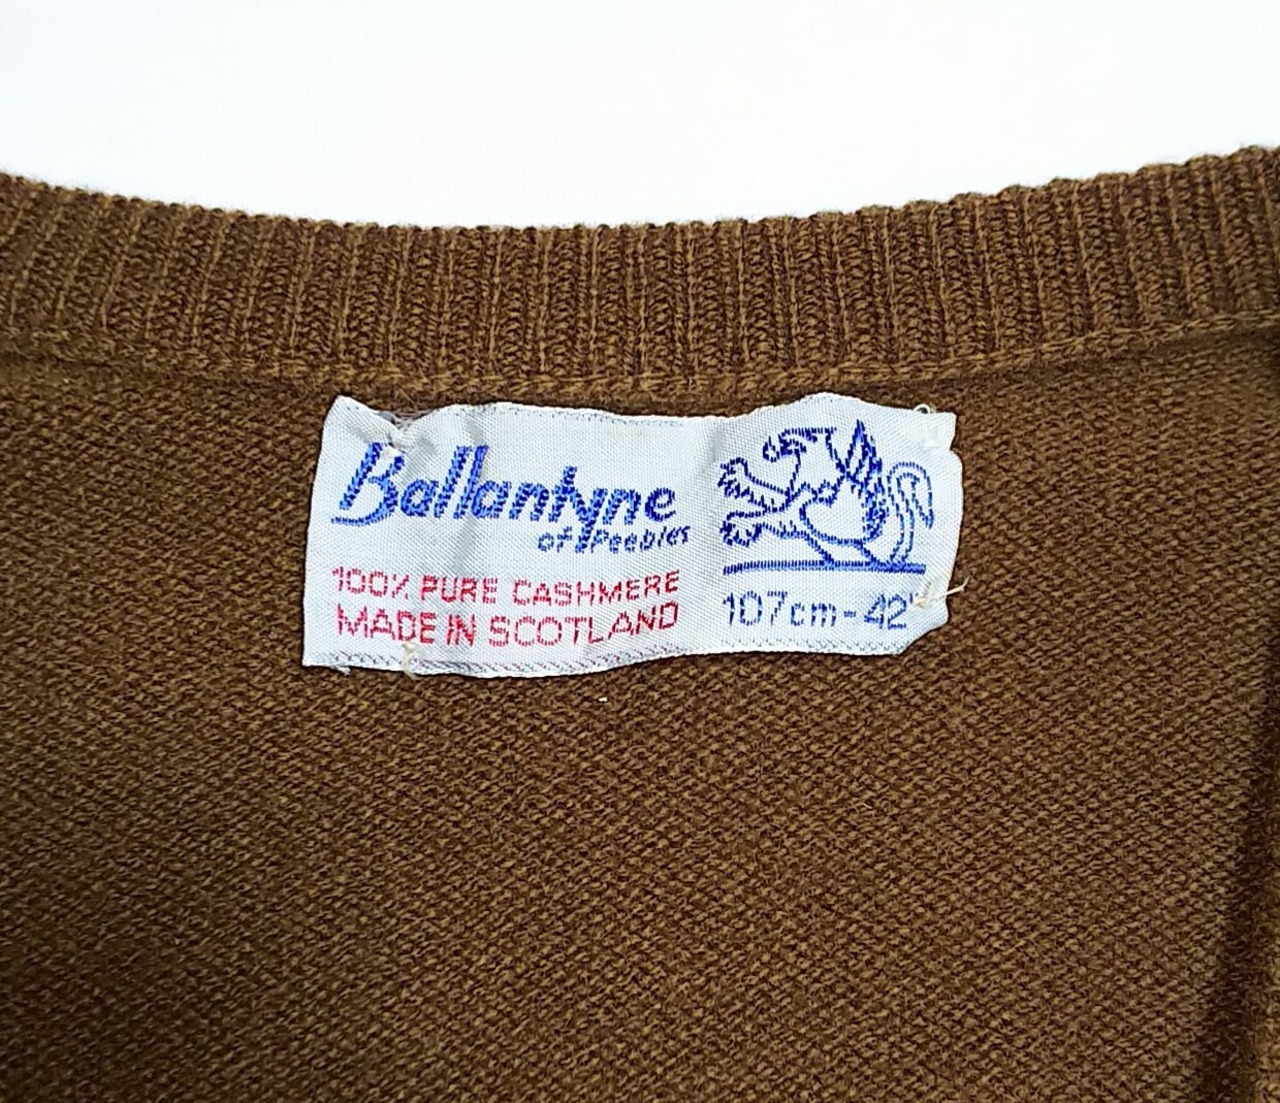 Ballantyne
of Peebles
100% PURE CASHMERE
MADE IN SCOTLAND
107cm-42"